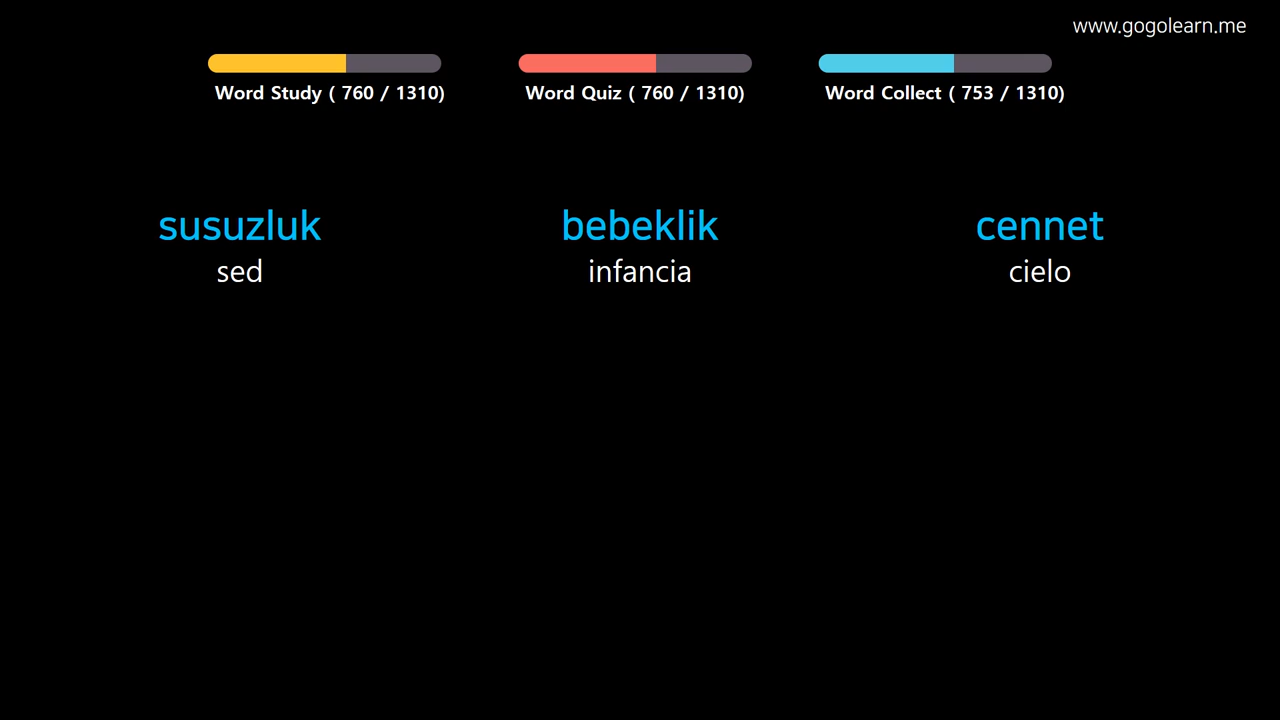 www.gogolearn.me
Word Study ( 760 / 1310)
Word Quiz ( 760 / 1310)
Word Collect ( 753 / 1310)
susuzluk
sed
bebeklik
infancia
cennet
cielo